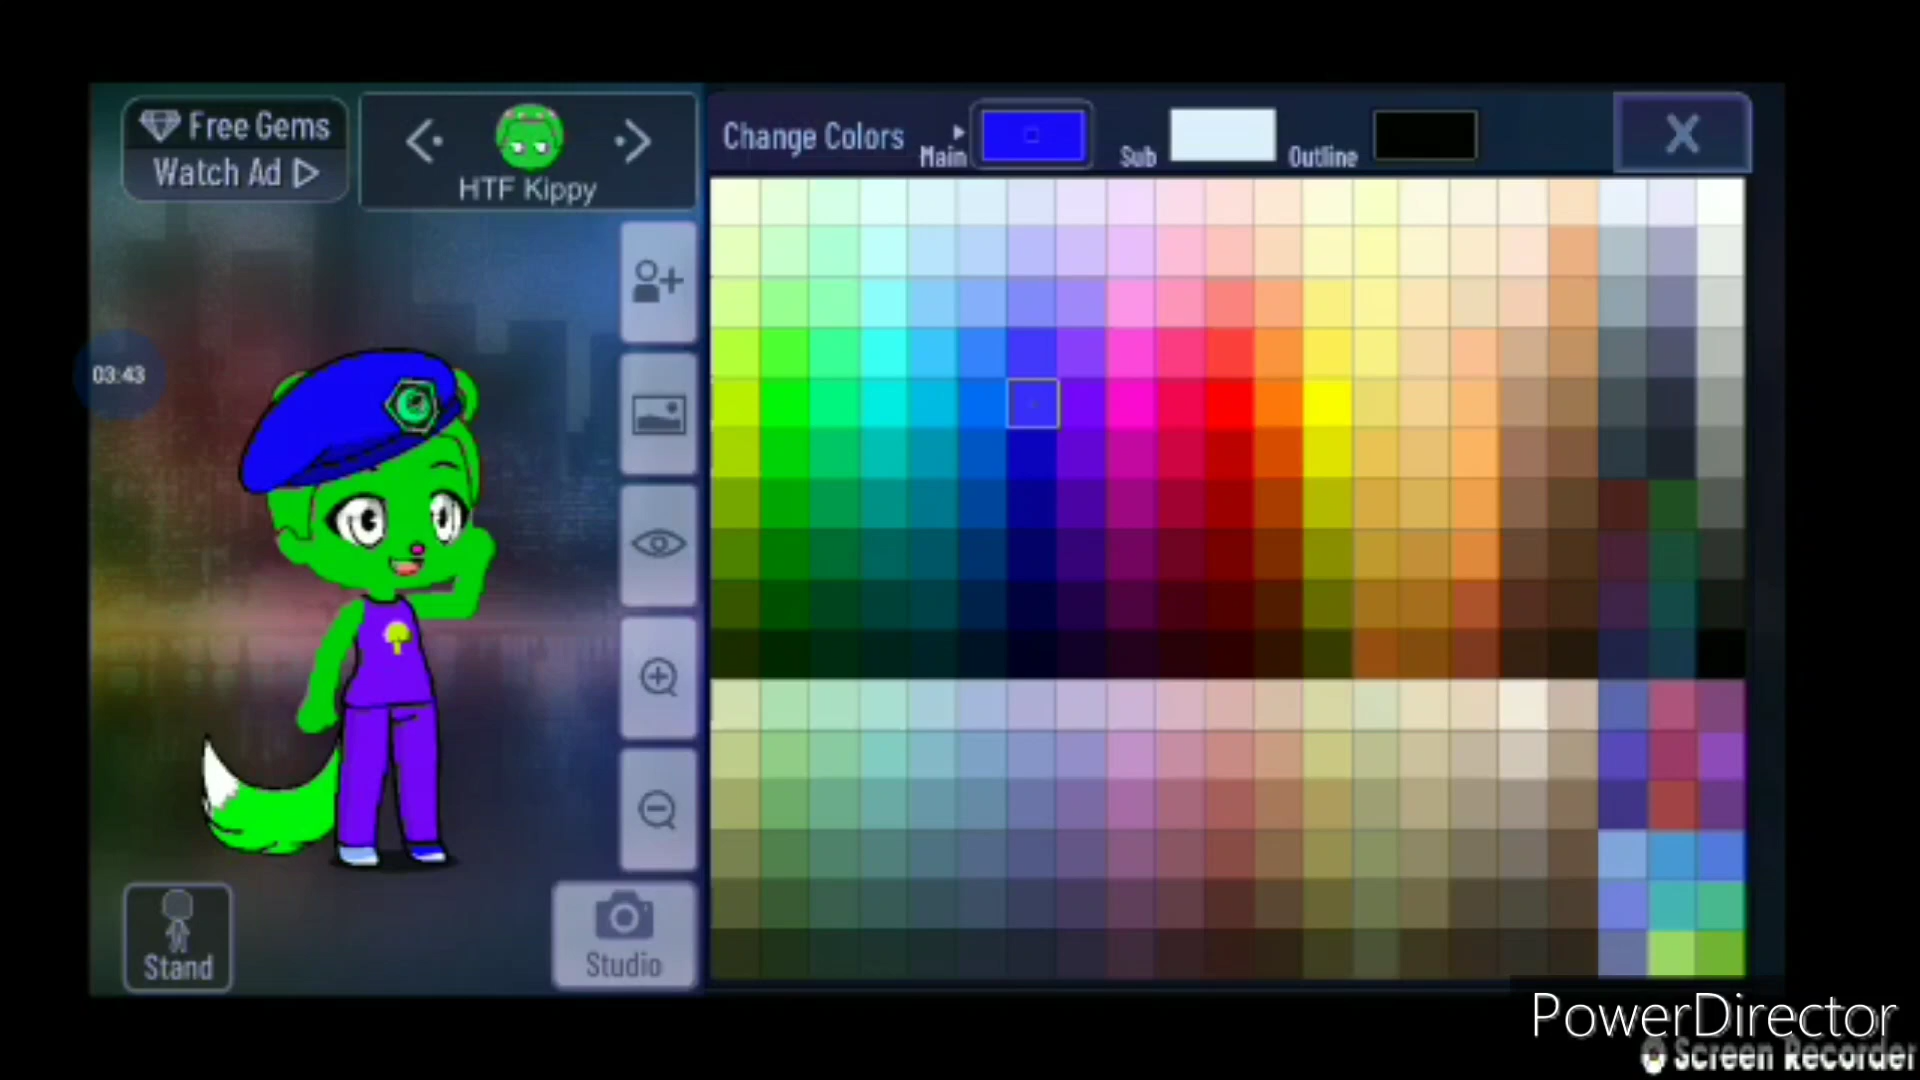 Free Gems
Watch Ad
HTF Kippy
Change Colors
Main
Sub
Outline
X
03:43
Stand
Studio
PowerDirector
Screen Recorder